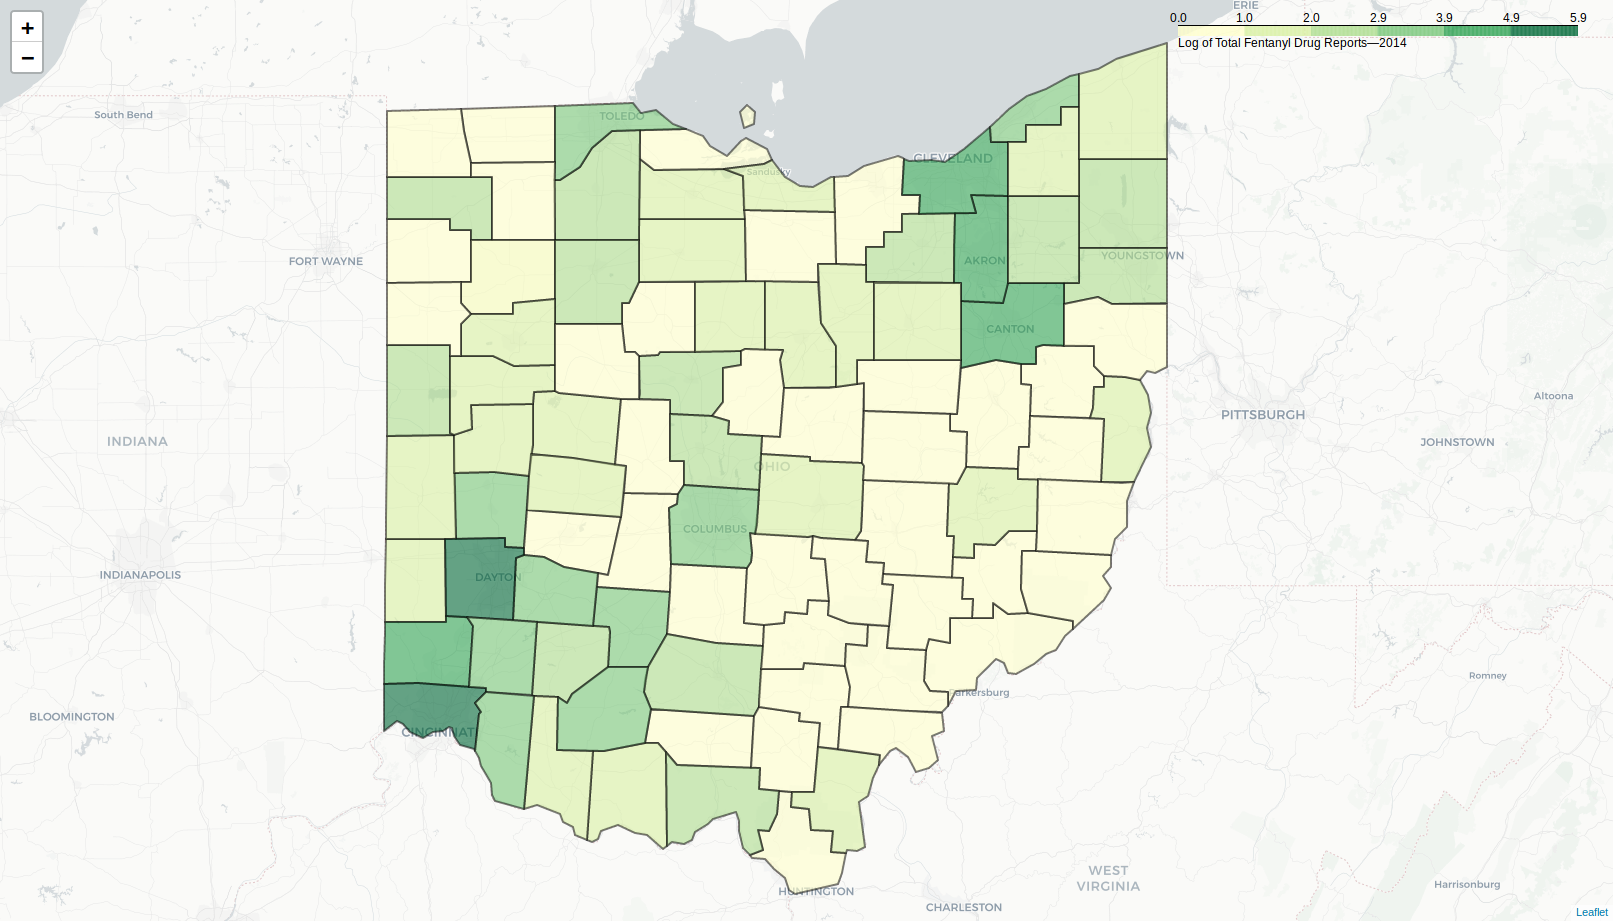 +
−
ERIE
0.0 1.0 2.0 2.9 3.9 4.9 5.9
Log of Total Fentanyl Drug Reports—2014
South Bend
TOLEDO
CLEVELAND
Sandusky
FORT WAYNE
AKRON
YOUNGSTOWN
CANTON
Altoona
PITTSBURGH
INDIANA
JOHNSTOWN
OHIO
COLUMBUS
INDIANAPOLIS
DAYTON
Romney
arkersburg
BLOOMINGTON
CINCINNAT
WEST
VIRGINIA
HUNTINGTON
Harrisonburg
CHARLESTON
Leaflet